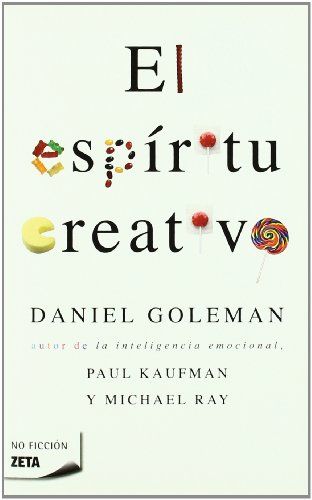 El
espíritu
creativo
DANIEL GOLEMAN
autor de la inteligencia emocional,
PAUL KAUFMAN
Y MICHAEL RAY
NO FICCIÓN
ZETA